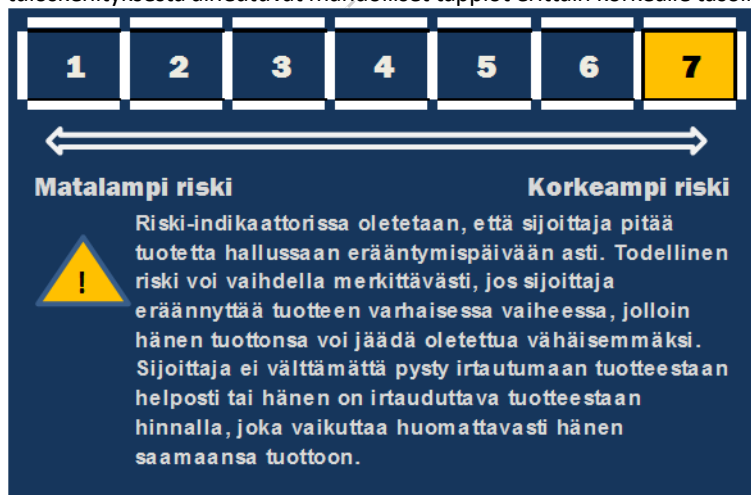 1 2 3 4 5 6 7
Matalampi riski Korkeampi riski
Riski-indikaattorissa oletetaan, että sijoittaja pitää
tuotetta hallussaan erääntymispäivään asti. Todellinen
! riski voi vaihdella merkittävästi, jos sijoittaja
eräännyttää tuotteen varhaisessa vaiheessa, jolloin
hänen tuottonsa voi jäädä oletettua vähäisemmäksi.
Sijoittaja ei välttämättä pysty irtautumaan tuotteestaan
helposti tai hänen on irtauduttava tuotteestaan
hinnalla, joka vaikuttaa huomattavasti hänen
saamaansa tuottoon.